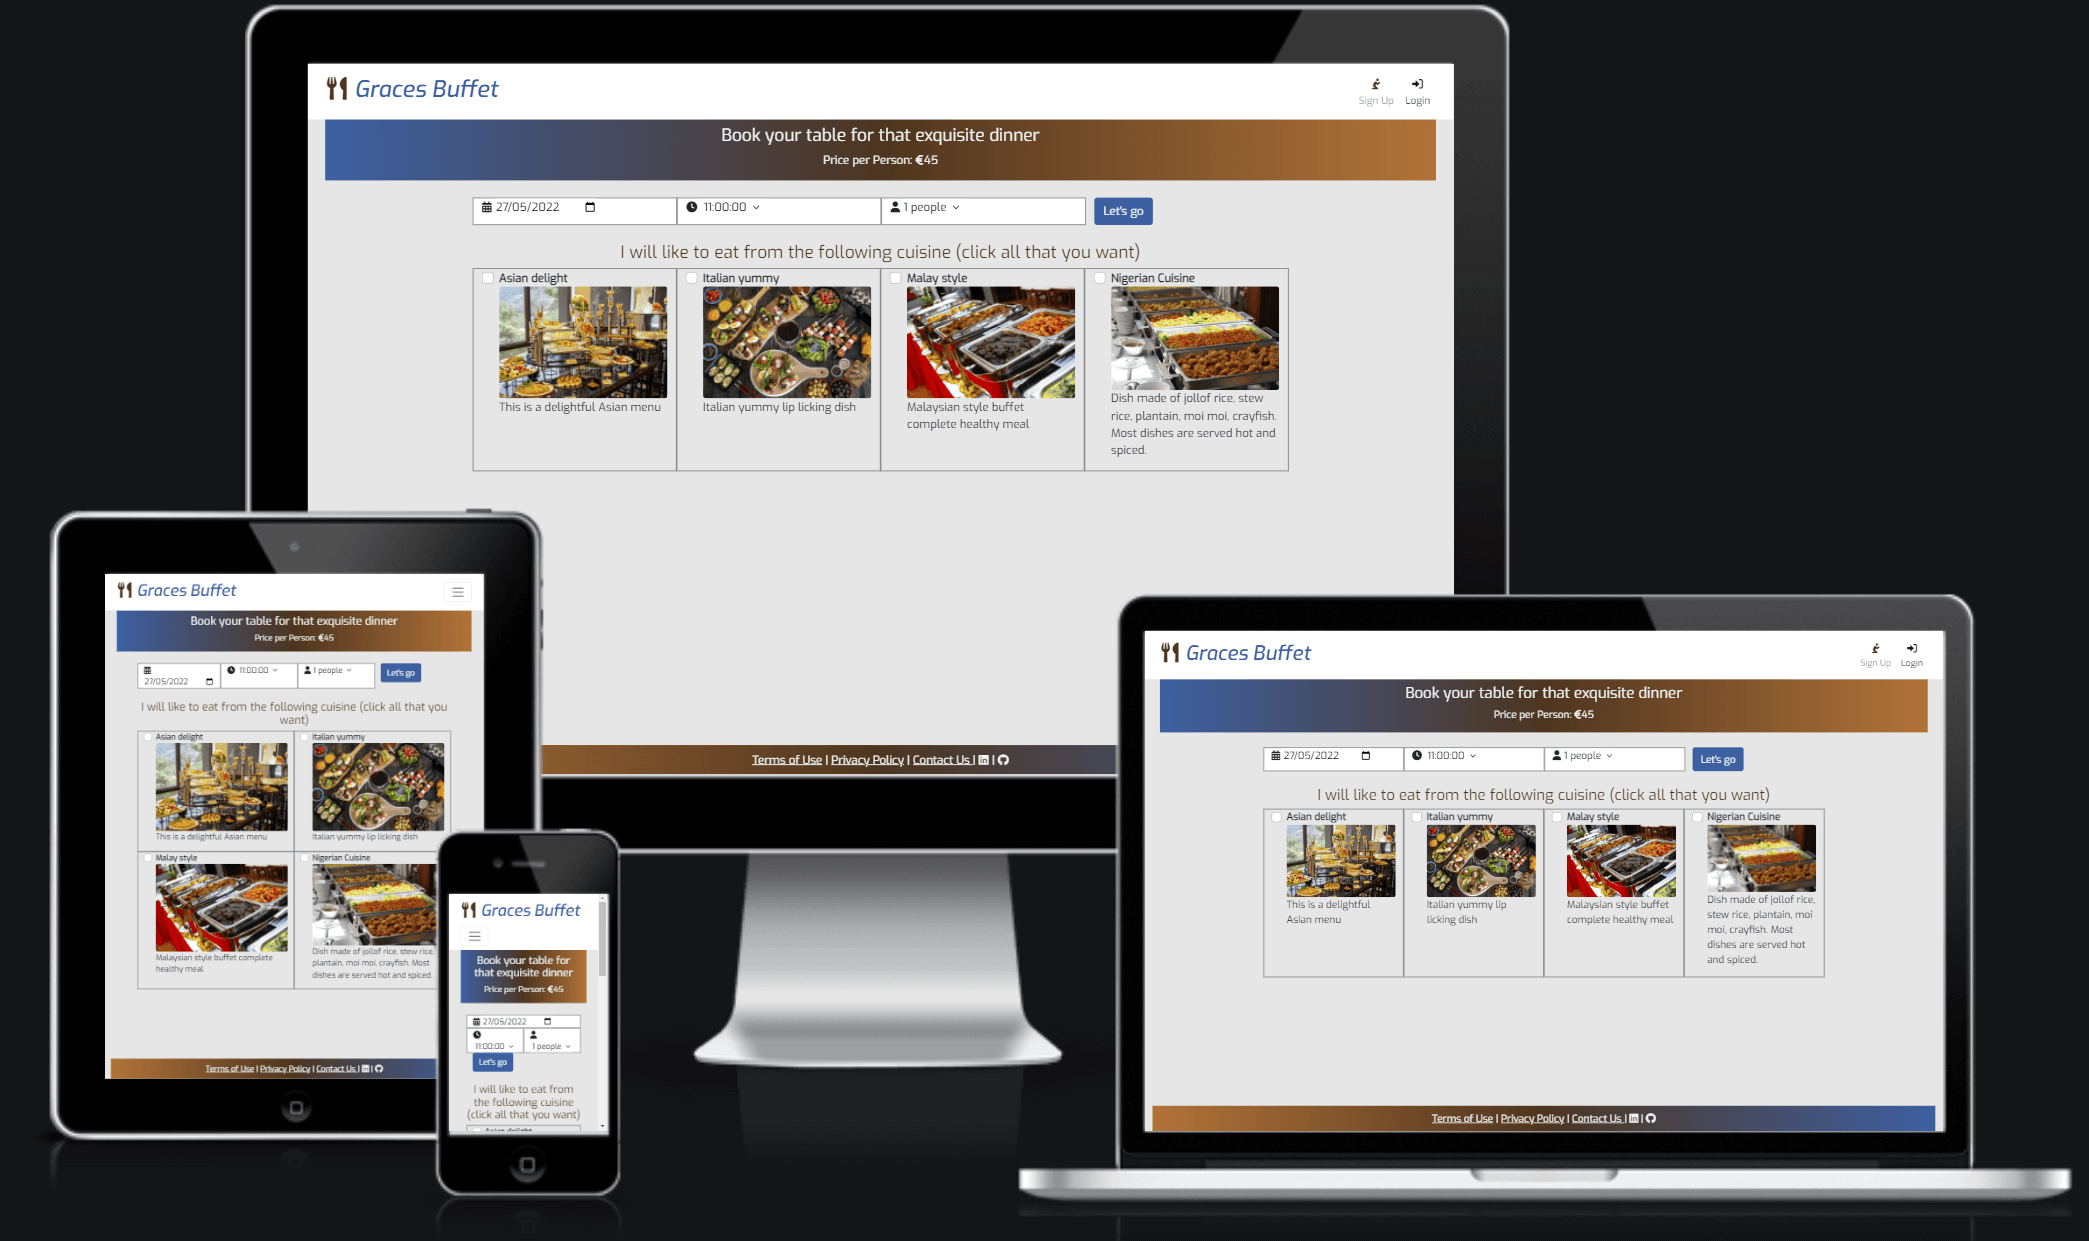 Graces Buffet
Sign Up Login
Book your table for that exquisite dinner
Price per Person: €45
27/05/2022 11:00:00 1 people Let's go
I will like to eat from the following cuisine (click all that you want)
Asian delight
This is a delightful Asian menu
Italian yummy
Italian yummy lip licking dish
Malay style
Malaysian style buffet
complete healthy meal
Nigerian Cuisine
Dish made of jollof rice, stew
rice, plantain, moi moi, crayfish.
Most dishes are served hot and
spiced.
Terms of Use | Privacy Policy | Contact Us | |
Graces Buffet
Book your table for that exquisite dinner
Price per Person: €45
27/05/2022 11:00:00 1 people Let's go
I will like to eat from the following cuisine (click all that you
want)
Asian delight
This is a delightful Asian menu
Italian yummy
Italian yummy lip licking dish
Malay style
Malaysian style buffet complete
healthy meal
Nigerian Cuisine
Dish made of jollof rice, stew rice,
plantain, moi moi, crayfish. Most
dishes are served hot and spiced.
Terms of Use | Privacy Policy | Contact Us | |
Graces Buffet
Book your table for
that exquisite dinner
Price per Person: €45
27/05/2022
11:00:00 1 people
Let's go
I will like to eat from
the following cuisine
(click all that you want)
Asian delight
Graces Buffet
Sign Up Login
Book your table for that exquisite dinner
Price per Person: €45
27/05/2022 11:00:00 1 people Let's go
I will like to eat from the following cuisine (click all that you want)
Asian delight
This is a delightful
Asian menu
Italian yummy
Italian yummy lip
licking dish
Malay style
Malaysian style buffet
complete healthy meal
Nigerian Cuisine
Dish made of jollof rice,
stew rice, plantain, moi
moi, crayfish. Most
dishes are served hot
and spiced.
Terms of Use | Privacy Policy | Contact Us | |